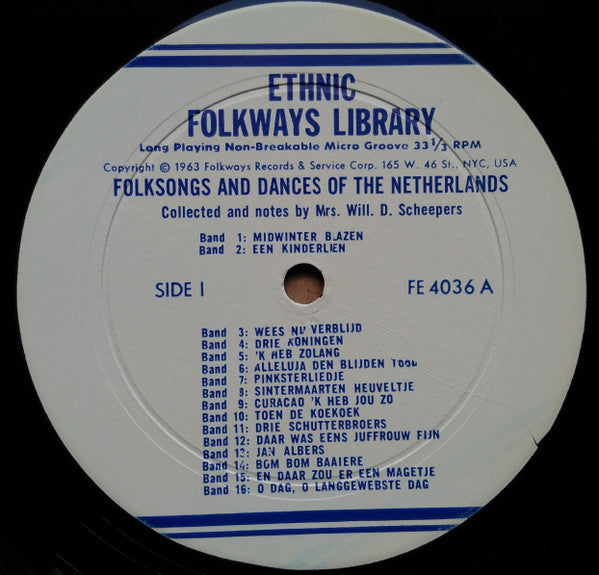 ETHNIC
FOLKWAYS LIBRARY
Long Playing Non-Breakable Micro Groove 33 1/3 RPM
Copyright © 1963 Folkways Records & Service Corp. 165 W. 46 St., NYC, USA
FOLKSONGS AND DANCES OF THE NETHERLANDS
Collected and notes by Mrs. Will. D. Scheepers
Band 1: MIDWINTER BLAZEN
Band 2: EEN KINDERLIEN
SIDE I
FE 4036 A
Band 3: WEES NU VERBLIJD
Band 4: DRIE KONINGEN
Band 5: 'K HEB ZOLANG
Band 6: ALLELUJA DEN BLIJDEN TOON
Band 7: PINKSTERLIEDJE
Band 8: SINTERMAARTEN HEUVELTJE
Band 9: CURACAO 'K HEB JOU ZO
Band 10: TOEN DE KOEKOEK
Band 11: DRIE SCHUTTERBROERS
Band 12: DAAR WAS EENS JUFFROUW FIJN
Band 13: JAN ALBERS
Band 14: BOM BOM BAAIERE
Band 15: EN DAAR ZOU ER EEN MAGETJE
Band 16: O DAG, O LANGGEWEBSTE DAG